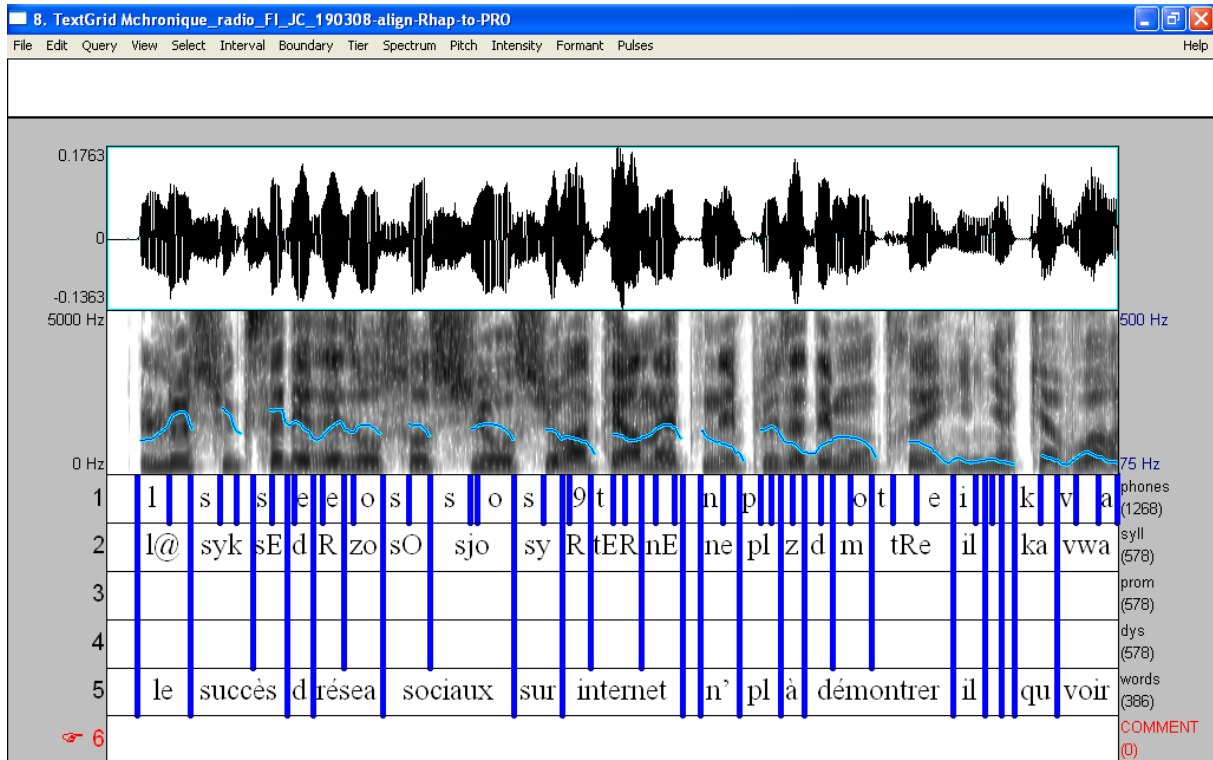 8. TextGrid Mchronique_radio_FI_JC_190308-align-Rhap-to-PRO
File Edit Query View Select Interval Boundary Tier Spectrum Pitch Intensity Formant Pulses Help
0.1763
0
-0.1363
5000 Hz 500 Hz
0 Hz 75 Hz
1 l s s e e o s s o s 9 t n p o t e i k v a phones
(1268)
2 l@ syk sE d R zo sO sjo sy R tER nE ne pl z d m tRe il ka vwa syll
(578)
3 prom
(578)
4 dys
(578)
5 le succès d résea sociaux sur internet n' pl à démontrer il qu voir words
(386)
6 COMMENT
(0)